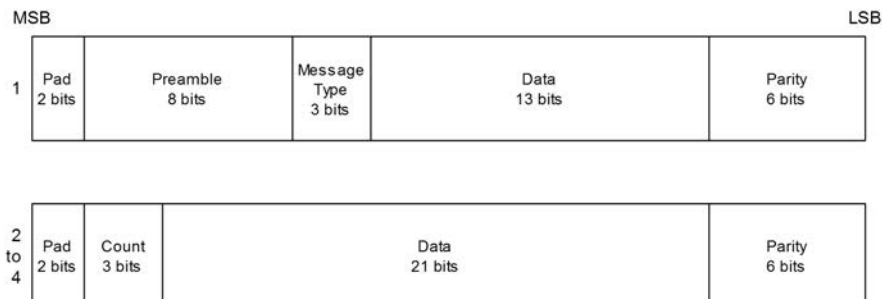 MSB LSB
1
Pad
2 bits
Preamble
8 bits
Message
Type
3 bits
Data
13 bits
Parity
6 bits
2
to
4
Pad
2 bits
Count
3 bits
Data
21 bits
Parity
6 bits